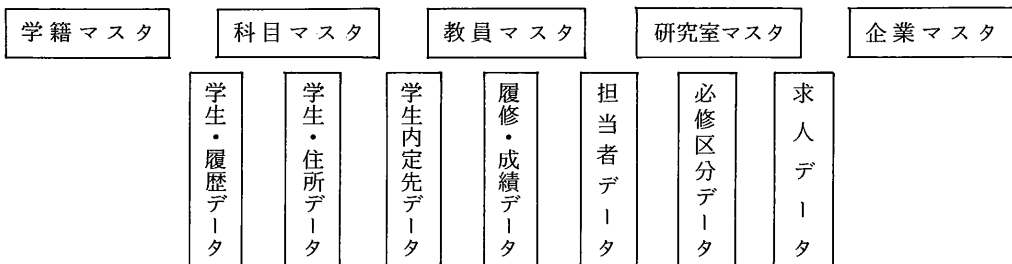 学籍マスタ
科目マスタ
教員マスタ
研究室マスタ
企業マスタ
学生・履歴データ
学生・住所データ
学生内定先データ
履修・成績データ
担当者データ
必修区分データ
求人データ